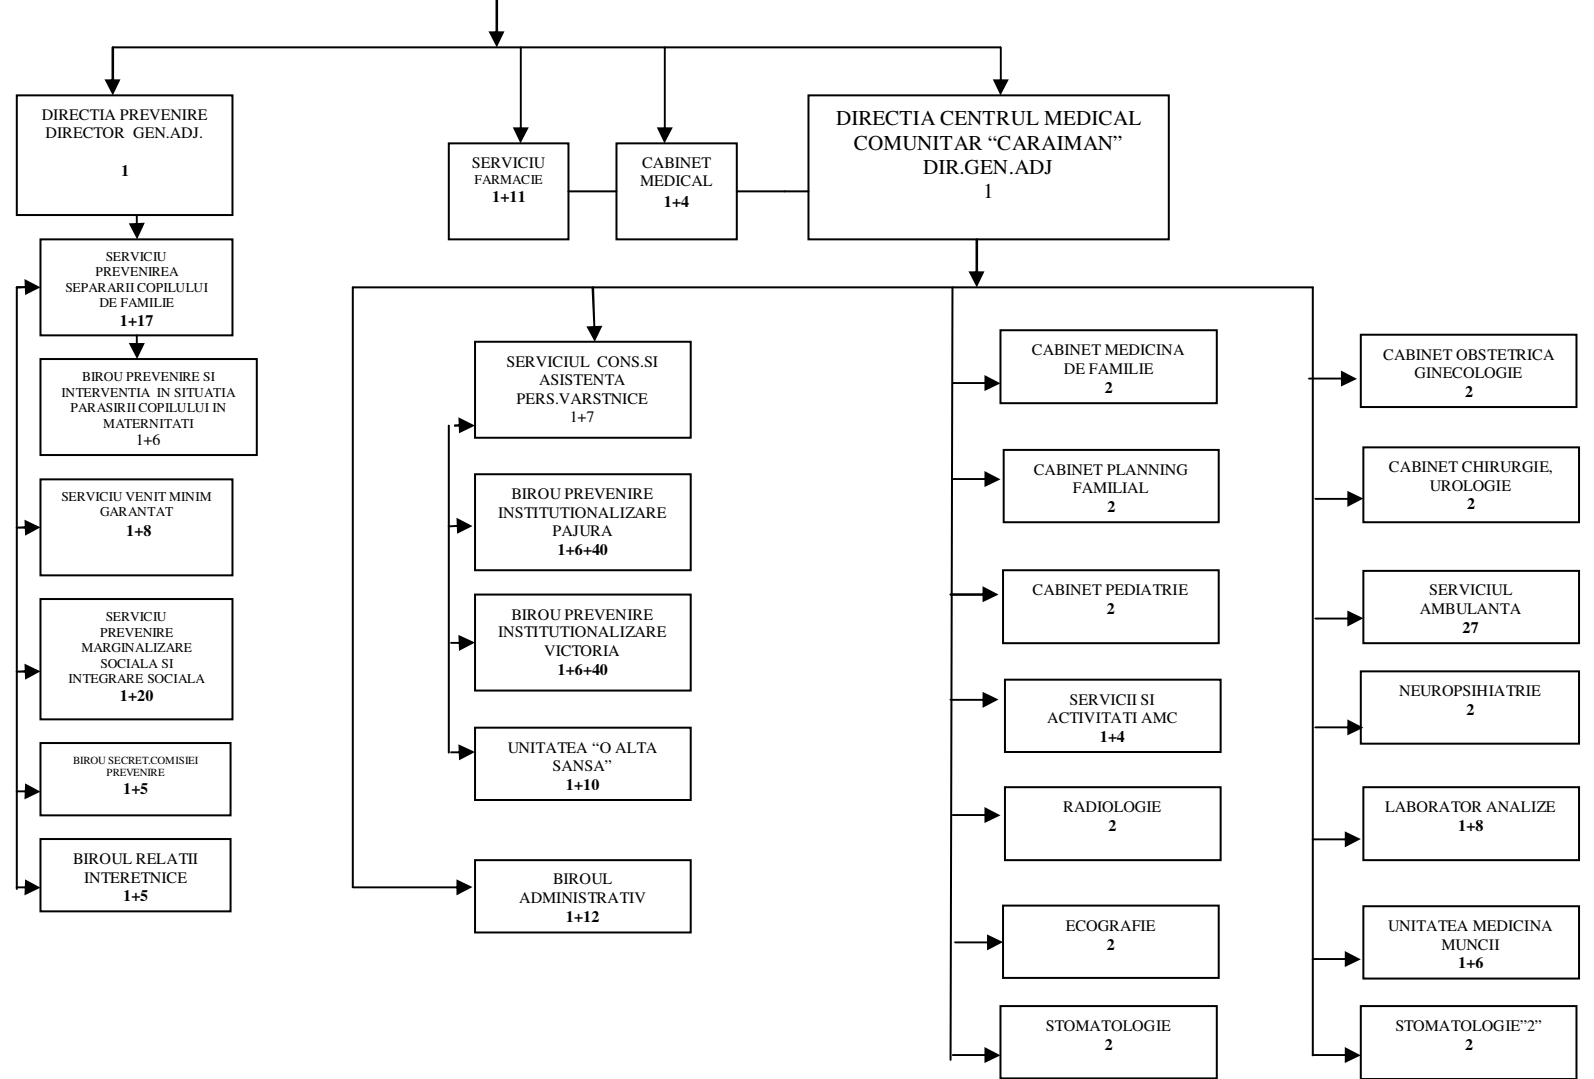 DIRECTIA PREVENIRE
DIRECTOR GEN.ADJ.
1
SERVICIU
PREVENIREA
SEPARARII COPILULUI
DE FAMILIE
1+17
BIROU PREVENIRE SI
INTERVENTIA IN SITUATIA
PARASIRII COPILULUI IN
MATERNITATI
1+6
SERVICIU VENIT MINIM
GARANTAT
1+8
SERVICIU
PREVENIRE
MARGINALIZARE
SOCIALA SI
INTEGRARE SOCIALA
1+20
BIROU SECRET.COMISIEI
PREVENIRE
1+5
BIROUL RELATII
INTERETNICE
1+5
SERVICIU
FARMACIE
1+11
CABINET
MEDICAL
1+4
DIRECTIA CENTRUL MEDICAL
COMUNITAR “CARAIMAN”
DIR.GEN.ADJ
1
SERVICIUL CONS.SI
ASISTENTA
PERS.VARSTNICE
1+7
BIROU PREVENIRE
INSTITUTIONALIZARE
PAJURA
1+6+40
BIROU PREVENIRE
INSTITUTIONALIZARE
VICTORIA
1+6+40
UNITATEA “O ALTA
SANSA”
1+10
BIROUL
ADMINISTRATIV
1+12
CABINET MEDICINA
DE FAMILIE
2
CABINET PLANNING
FAMILIAL
2
CABINET PEDIATRIE
2
SERVICII SI
ACTIVITATI AMC
1+4
RADIOLOGIE
2
ECOGRAFIE
2
STOMATOLOGIE
2
CABINET OBSTETRICA
GINECOLOGIE
2
CABINET CHIRURGIE,
UROLOGIE
2
SERVICIUL
AMBULANTA
27
NEUROPSIHIATRIE
2
LABORATOR ANALIZE
1+8
UNITATEA MEDICINA
MUNCII
1+6
STOMATOLOGIE”2”
2